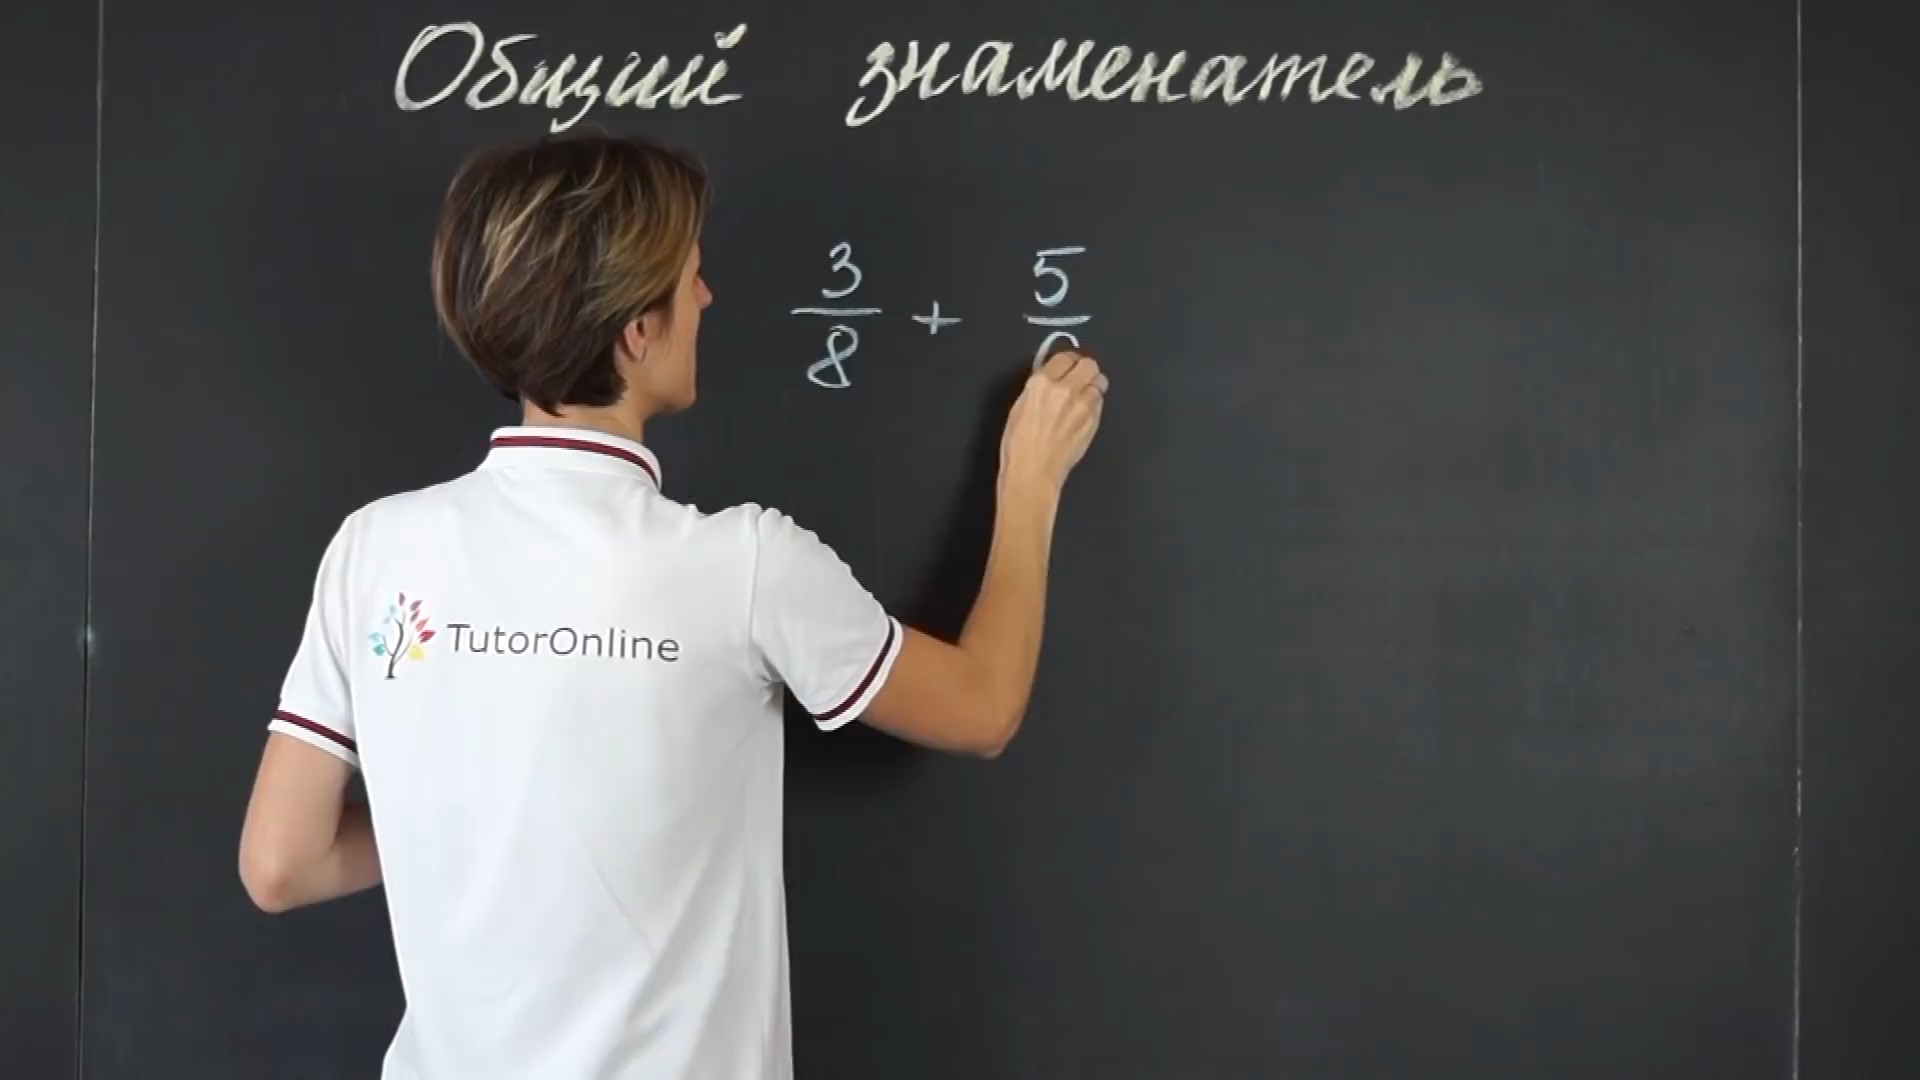 Общий знаменатель
3/8 + 5/
TutorOnline